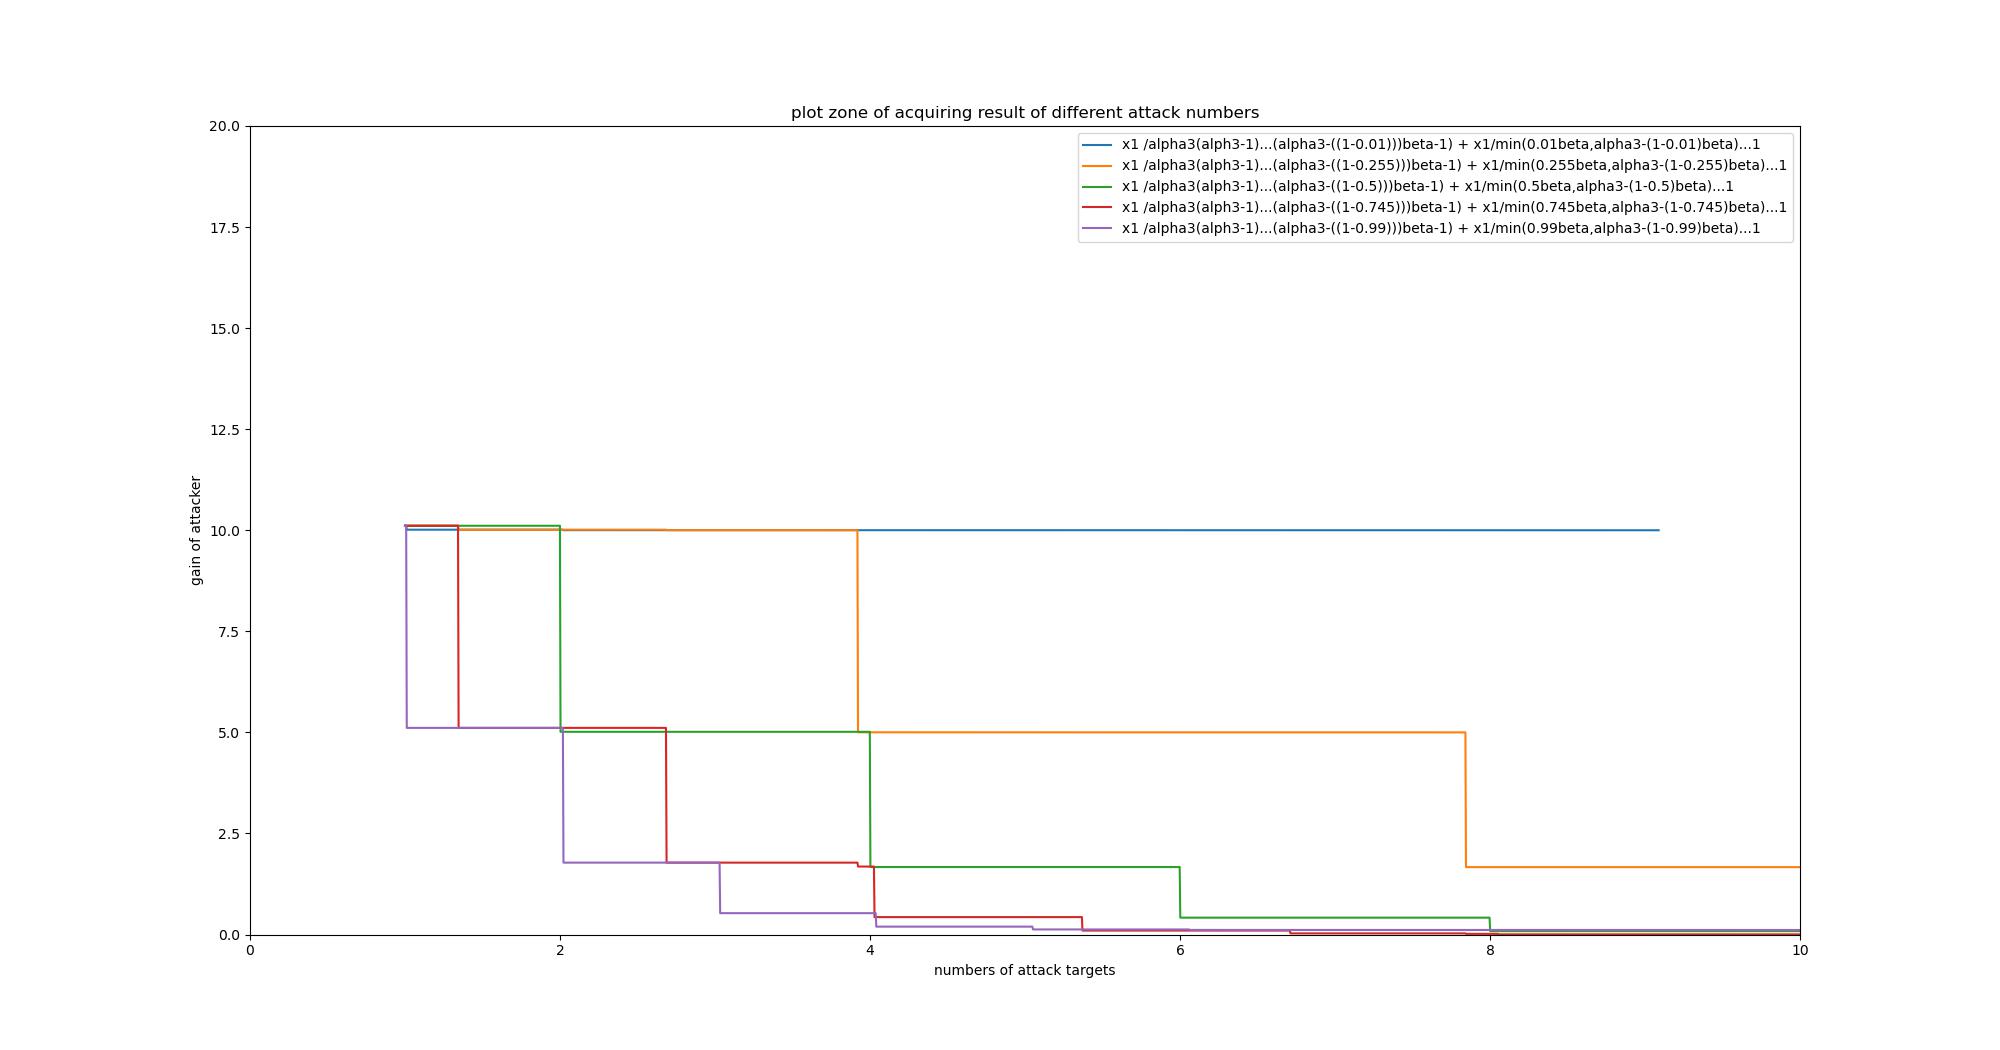 plot zone of acquiring result of different attack numbers
20.0
17.5
15.0
12.5
10.0
7.5
5.0
2.5
0.0
gain of attacker
x1 /alpha3(alph3-1)...(alpha3-((1-0.01)))beta-1) + x1/min(0.01beta,alpha3-(1-0.01)beta)...1
x1 /alpha3(alph3-1)...(alpha3-((1-0.255)))beta-1) + x1/min(0.255beta,alpha3-(1-0.255)beta)...1
x1 /alpha3(alph3-1)...(alpha3-((1-0.5)))beta-1) + x1/min(0.5beta,alpha3-(1-0.5)beta)...1
x1 /alpha3(alph3-1)...(alpha3-((1-0.745)))beta-1) + x1/min(0.745beta,alpha3-(1-0.745)beta)...1
x1 /alpha3(alph3-1)...(alpha3-((1-0.99)))beta-1) + x1/min(0.99beta,alpha3-(1-0.99)beta)...1
0 2 4 6 8 10
numbers of attack targets